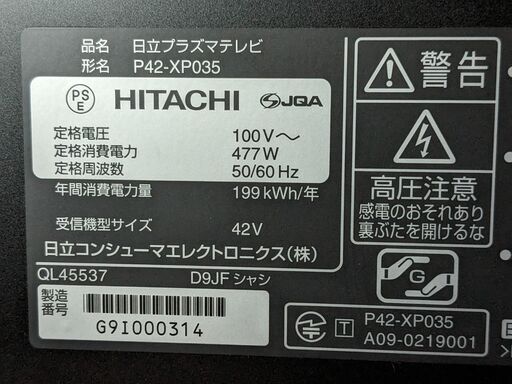 品名 日立プラズマテレビ
形名 P42-XP035
PS
E
HITACHI JQA
定格電圧 100V～
定格消費電力 477W
定格周波数 50/60Hz
年間消費電力量 199kWh/年
受信機型サイズ 42V
日立コンシューマエレクトロニクス(株)
QL45537 D9JFシャシ
製造
番号
G9I000314
警告
高圧注意
感電のおそれあり
裏ぶたを開けるな
G
T P42-XP035
A09-0219001